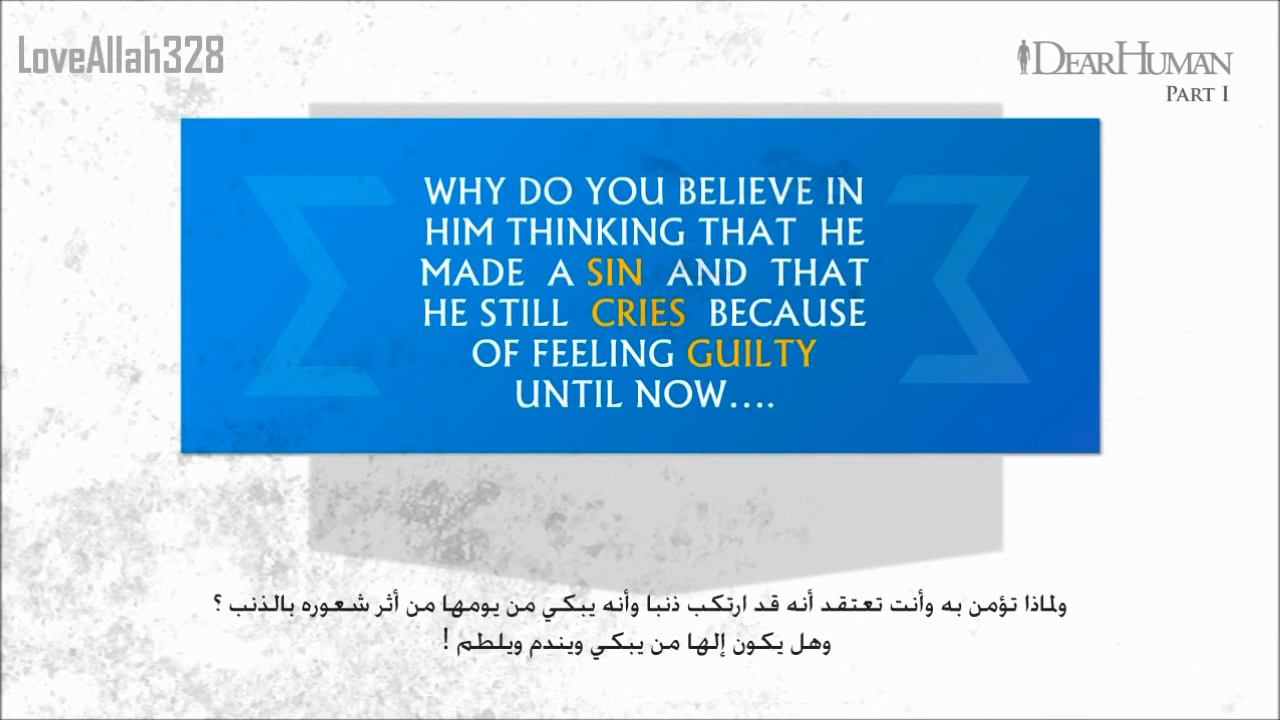 LoveAllah328
DEARHUMAN
PART I
WHY DO YOU BELIEVE IN
HIM THINKING THAT HE
MADE A SIN AND THAT
HE STILL CRIES BECAUSE
OF FEELING GUILTY
UNTIL NOW....
ولماذا تؤمن به وأنت تعتقد أنه قد ارتكب ذنبا وأنه يبكي من يومها من أثر شعوره بالذنب ؟
وهل يكون إلها من يبكي ويندم ويلطم !